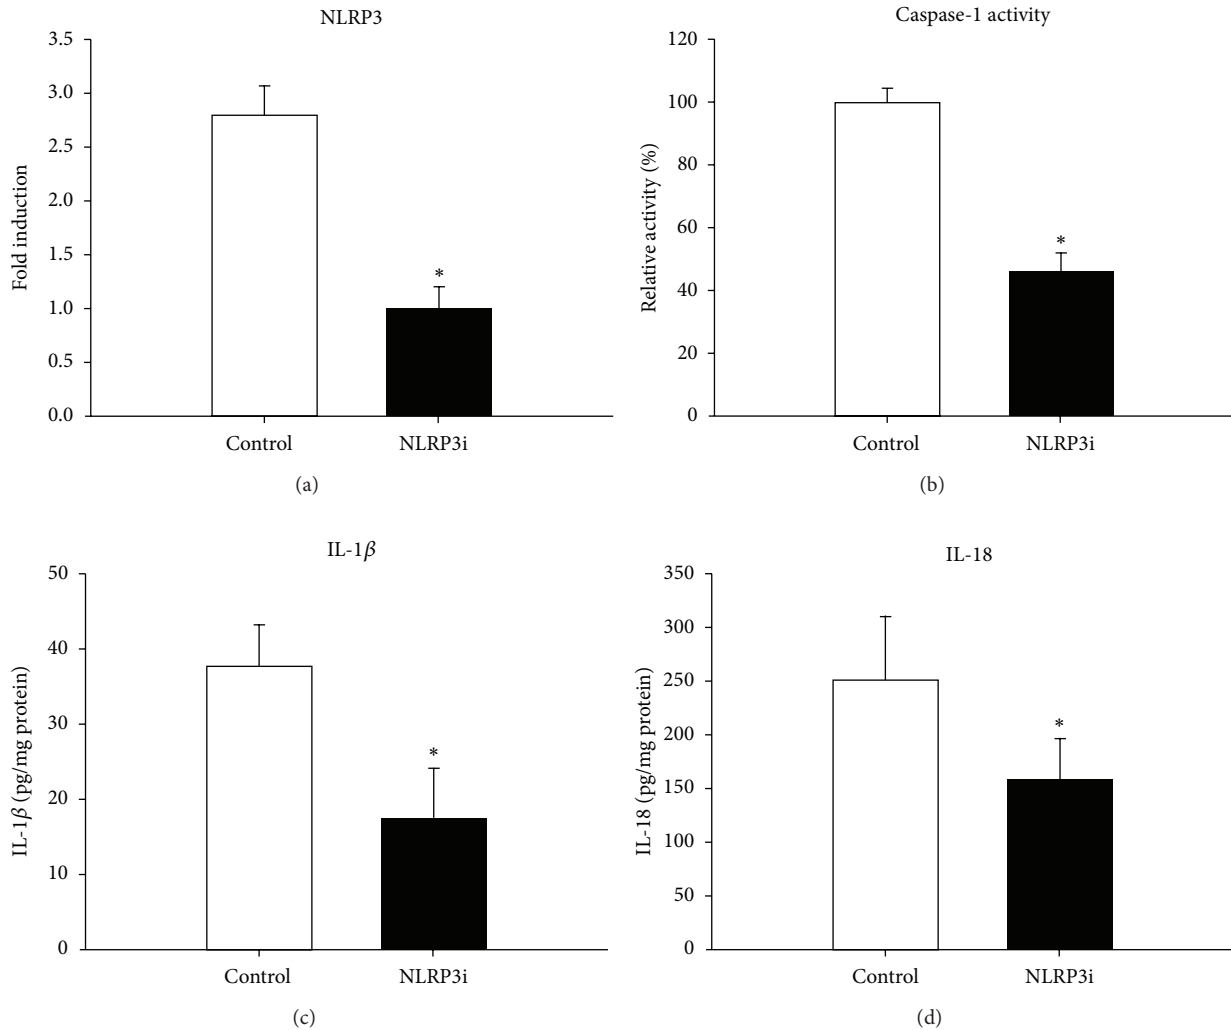 NLRP3
Fold induction
3.5
3.0
2.5
2.0
1.5
1.0
0.5
0.0
*
Control
NLRP3i
(a)
Caspase-1 activity
Relative activity (%)
120
100
80
60
40
20
0
*
Control
NLRP3i
(b)
IL-1β
IL-1β (pg/mg protein)
50
40
30
20
10
0
*
Control
NLRP3i
(c)
IL-18
IL-18 (pg/mg protein)
350
300
250
200
150
100
50
0
*
Control
NLRP3i
(d)